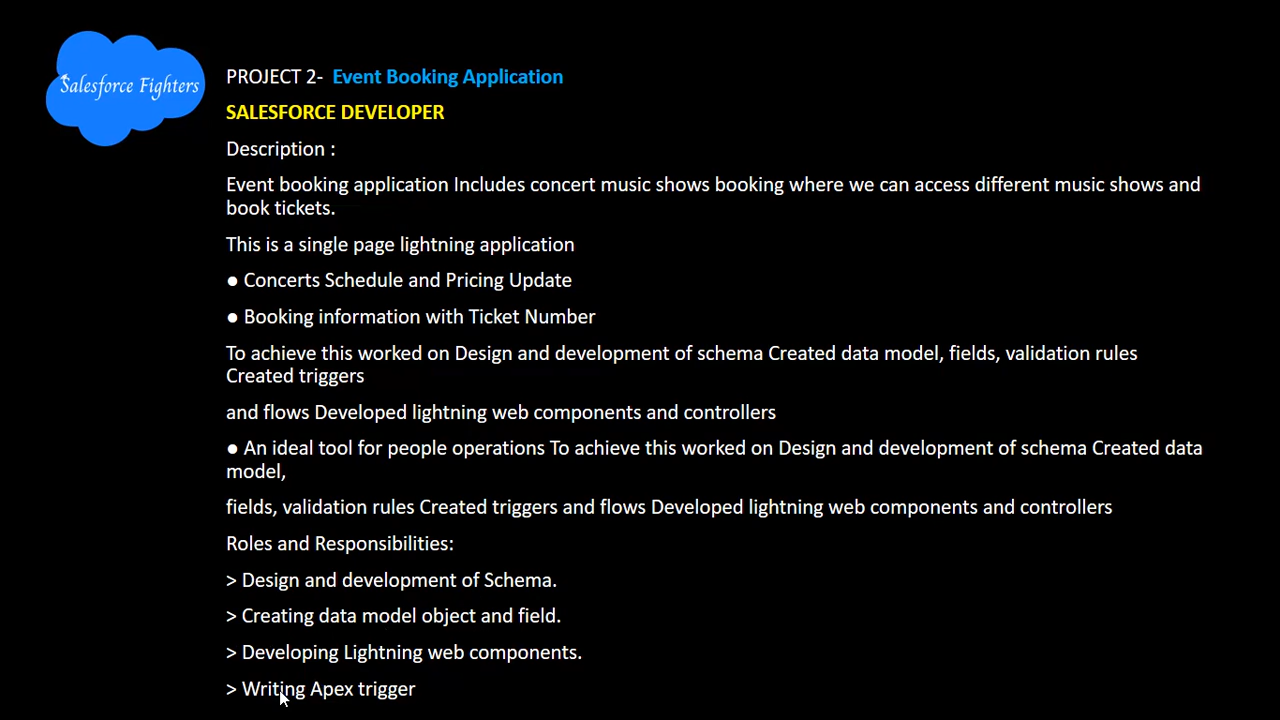 Salesforce Fighters
PROJECT 2- Event Booking Application
SALESFORCE DEVELOPER
Description :
Event booking application Includes concert music shows booking where we can access different music shows and
book tickets.
This is a single page lightning application
● Concerts Schedule and Pricing Update
● Booking information with Ticket Number
To achieve this worked on Design and development of schema Created data model, fields, validation rules
Created triggers
and flows Developed lightning web components and controllers
● An ideal tool for people operations To achieve this worked on Design and development of schema Created data
model,
fields, validation rules Created triggers and flows Developed lightning web components and controllers
Roles and Responsibilities:
> Design and development of Schema.
> Creating data model object and field.
> Developing Lightning web components.
> Writing Apex trigger